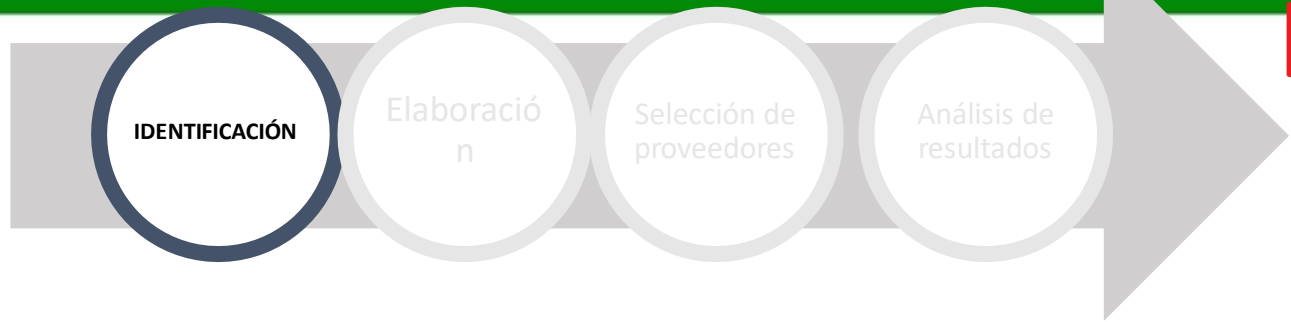 IDENTIFICACIÓN
Elaboració
n
Selección de
proveedores
Análisis de
resultados